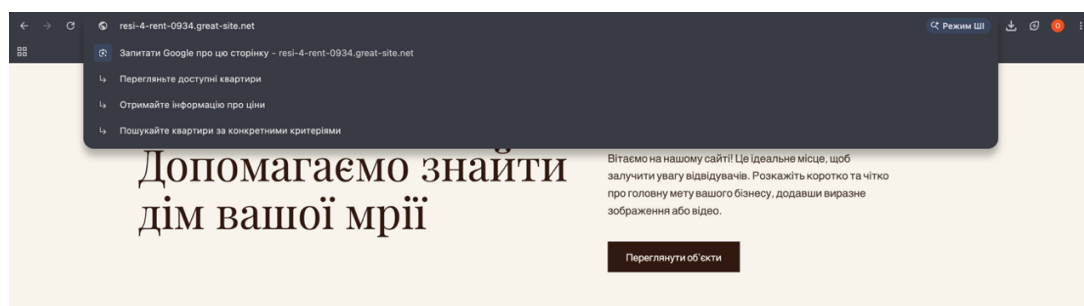 resi-4-rent-0934.great-site.net
Режим ШІ
O
Запитати Google про цю сторінку - resi-4-rent-0934.great-site.net
Перегляньте доступні квартири
Отримайте інформацію про ціни
Пошукайте квартири за конкретними критеріями
Допомагаємо знайти
дім вашої мрії
Вітаємо на нашому сайті! Це ідеальне місце, щоб
залучити увагу відвідувачів. Розкажіть коротко та чітко
про головну мету вашого бізнесу, додавши виразне
зображення або відео.
Переглянути об'єкти